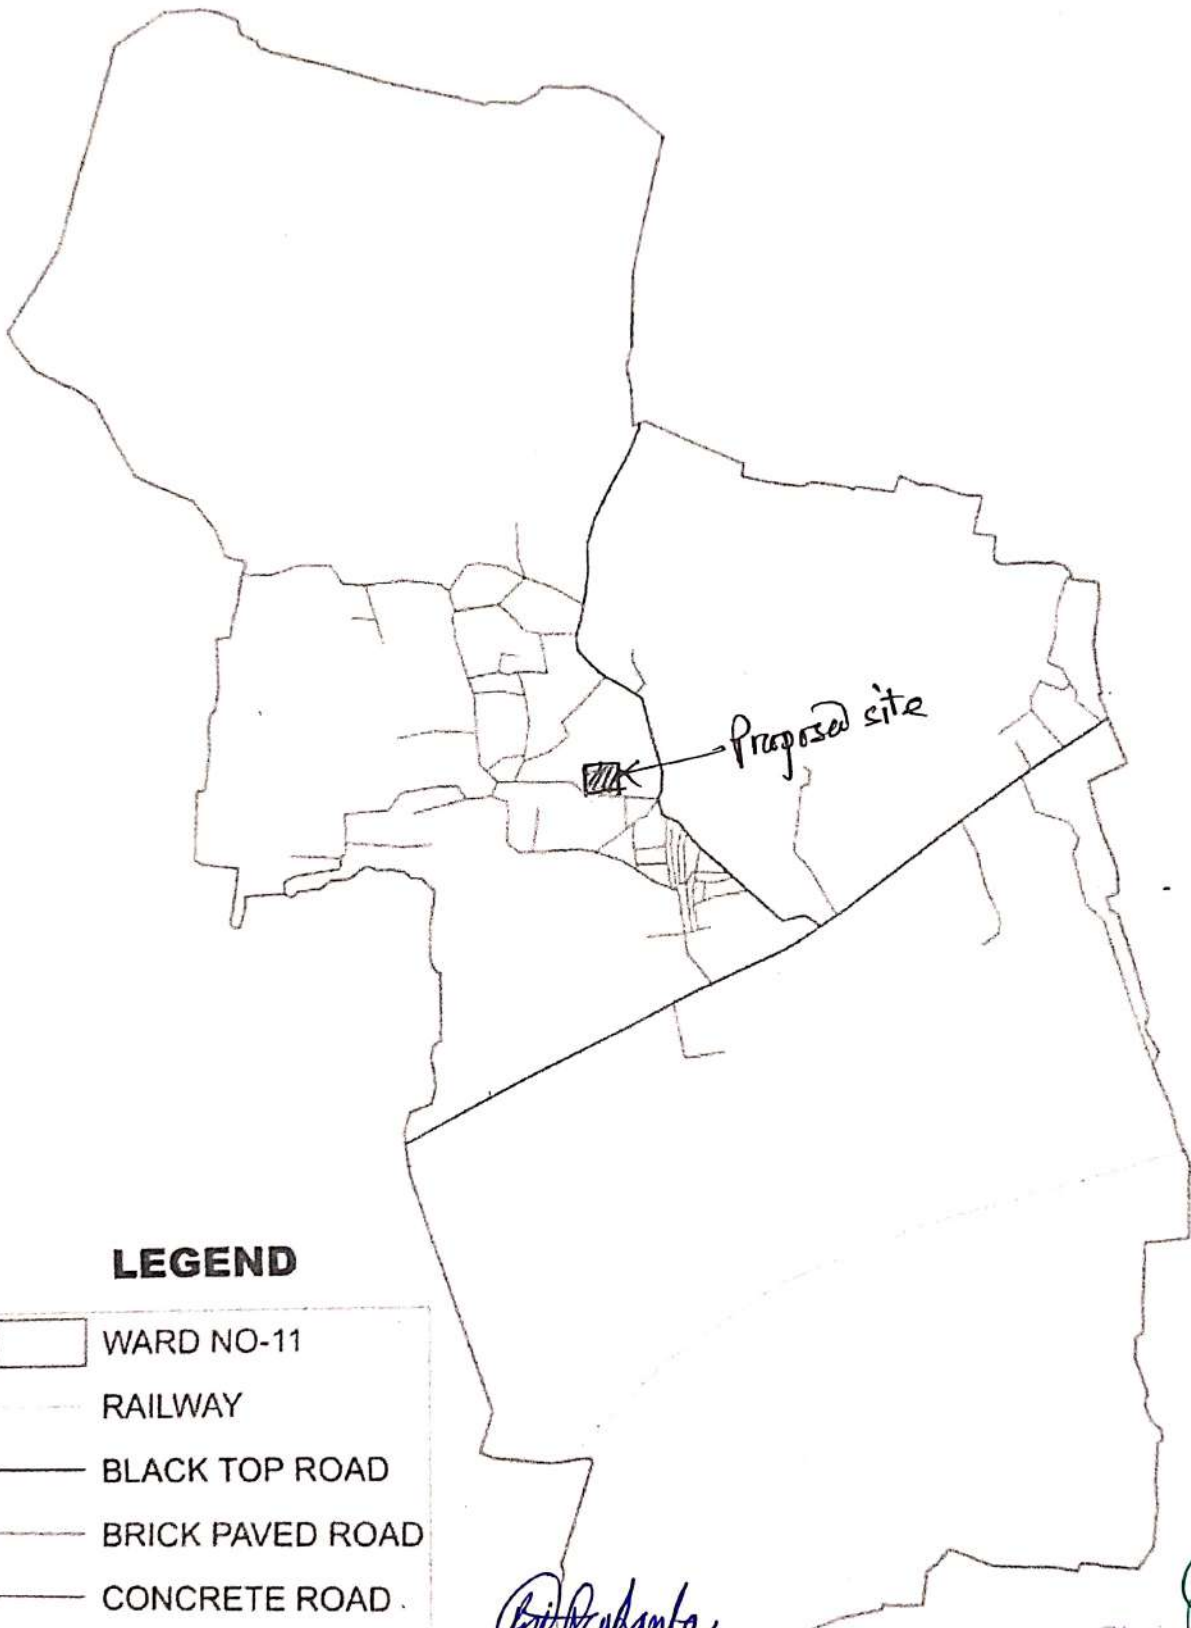 Proposed site
LEGEND
WARD NO-11
RAILWAY
BLACK TOP ROAD
BRICK PAVED ROAD
CONCRETE ROAD